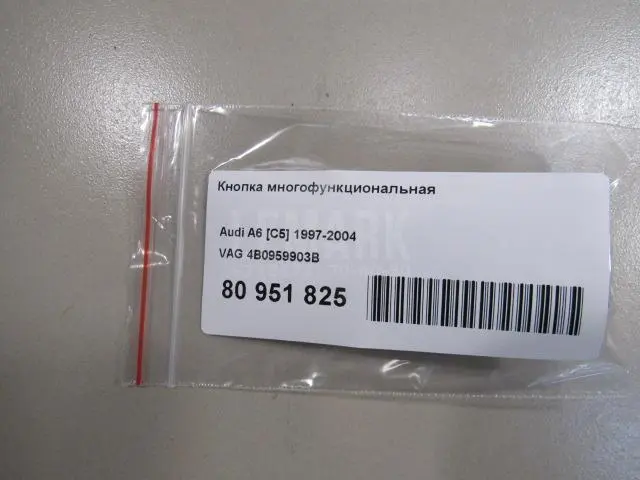 Кнопка многофункциональная
Audi A6 [C5] 1997-2004
VAG 4B0959903B
80 951 825